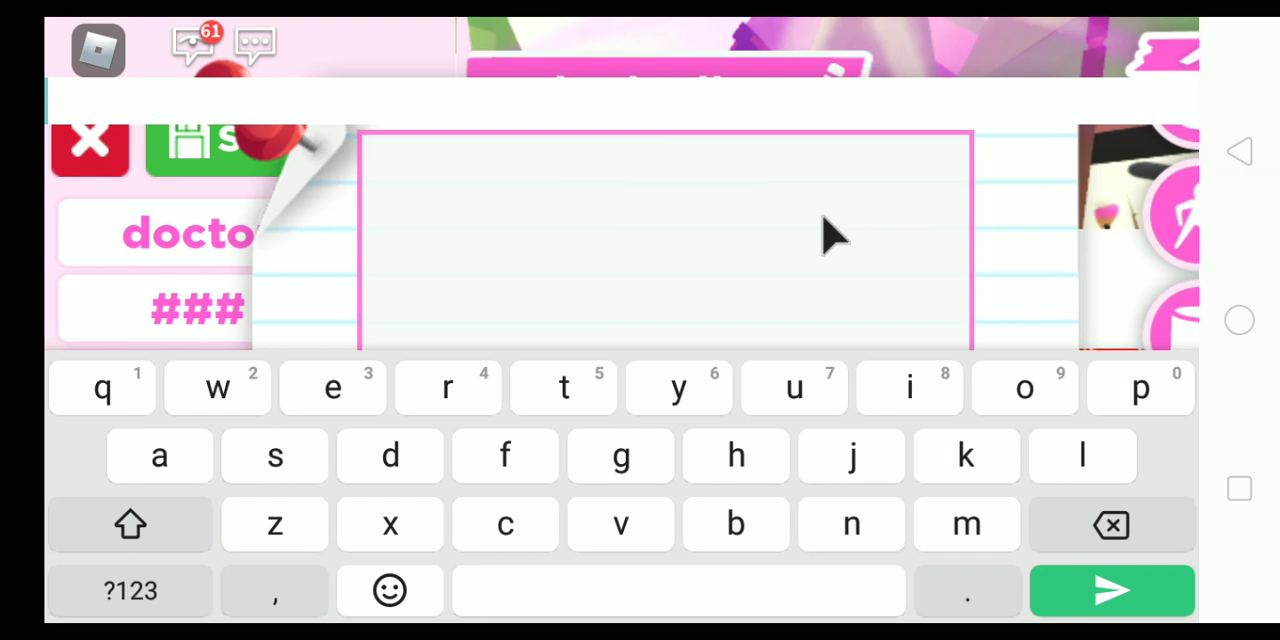 61
S
docto
###
q 1 w 2 e 3 r 4 t 5 y 6 u 7 i 8 o 9 p 0
a s d f g h j k l
z x c v b n m
?123 , .